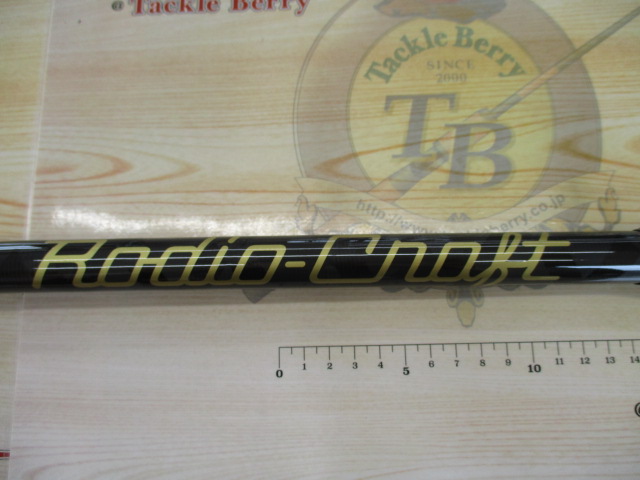 @ Tackle Berry
Tackle Berry
SINCE
2000
TB
Rodio-Craft
0 1 2 3 4 5 6 7 8 9 10 11 12 13 14